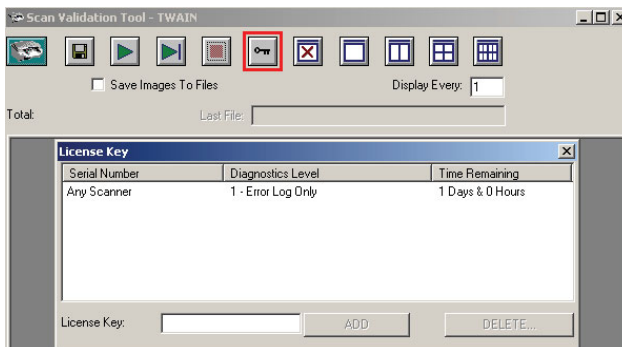 Scan Validation Tool - TWAIN
Save Images To Files
Display Every: 1
Total:
Last File:
License Key
Serial Number Diagnostics Level Time Remaining
Any Scanner 1 - Error Log Only 1 Days & 0 Hours
License Key:
ADD
DELETE...